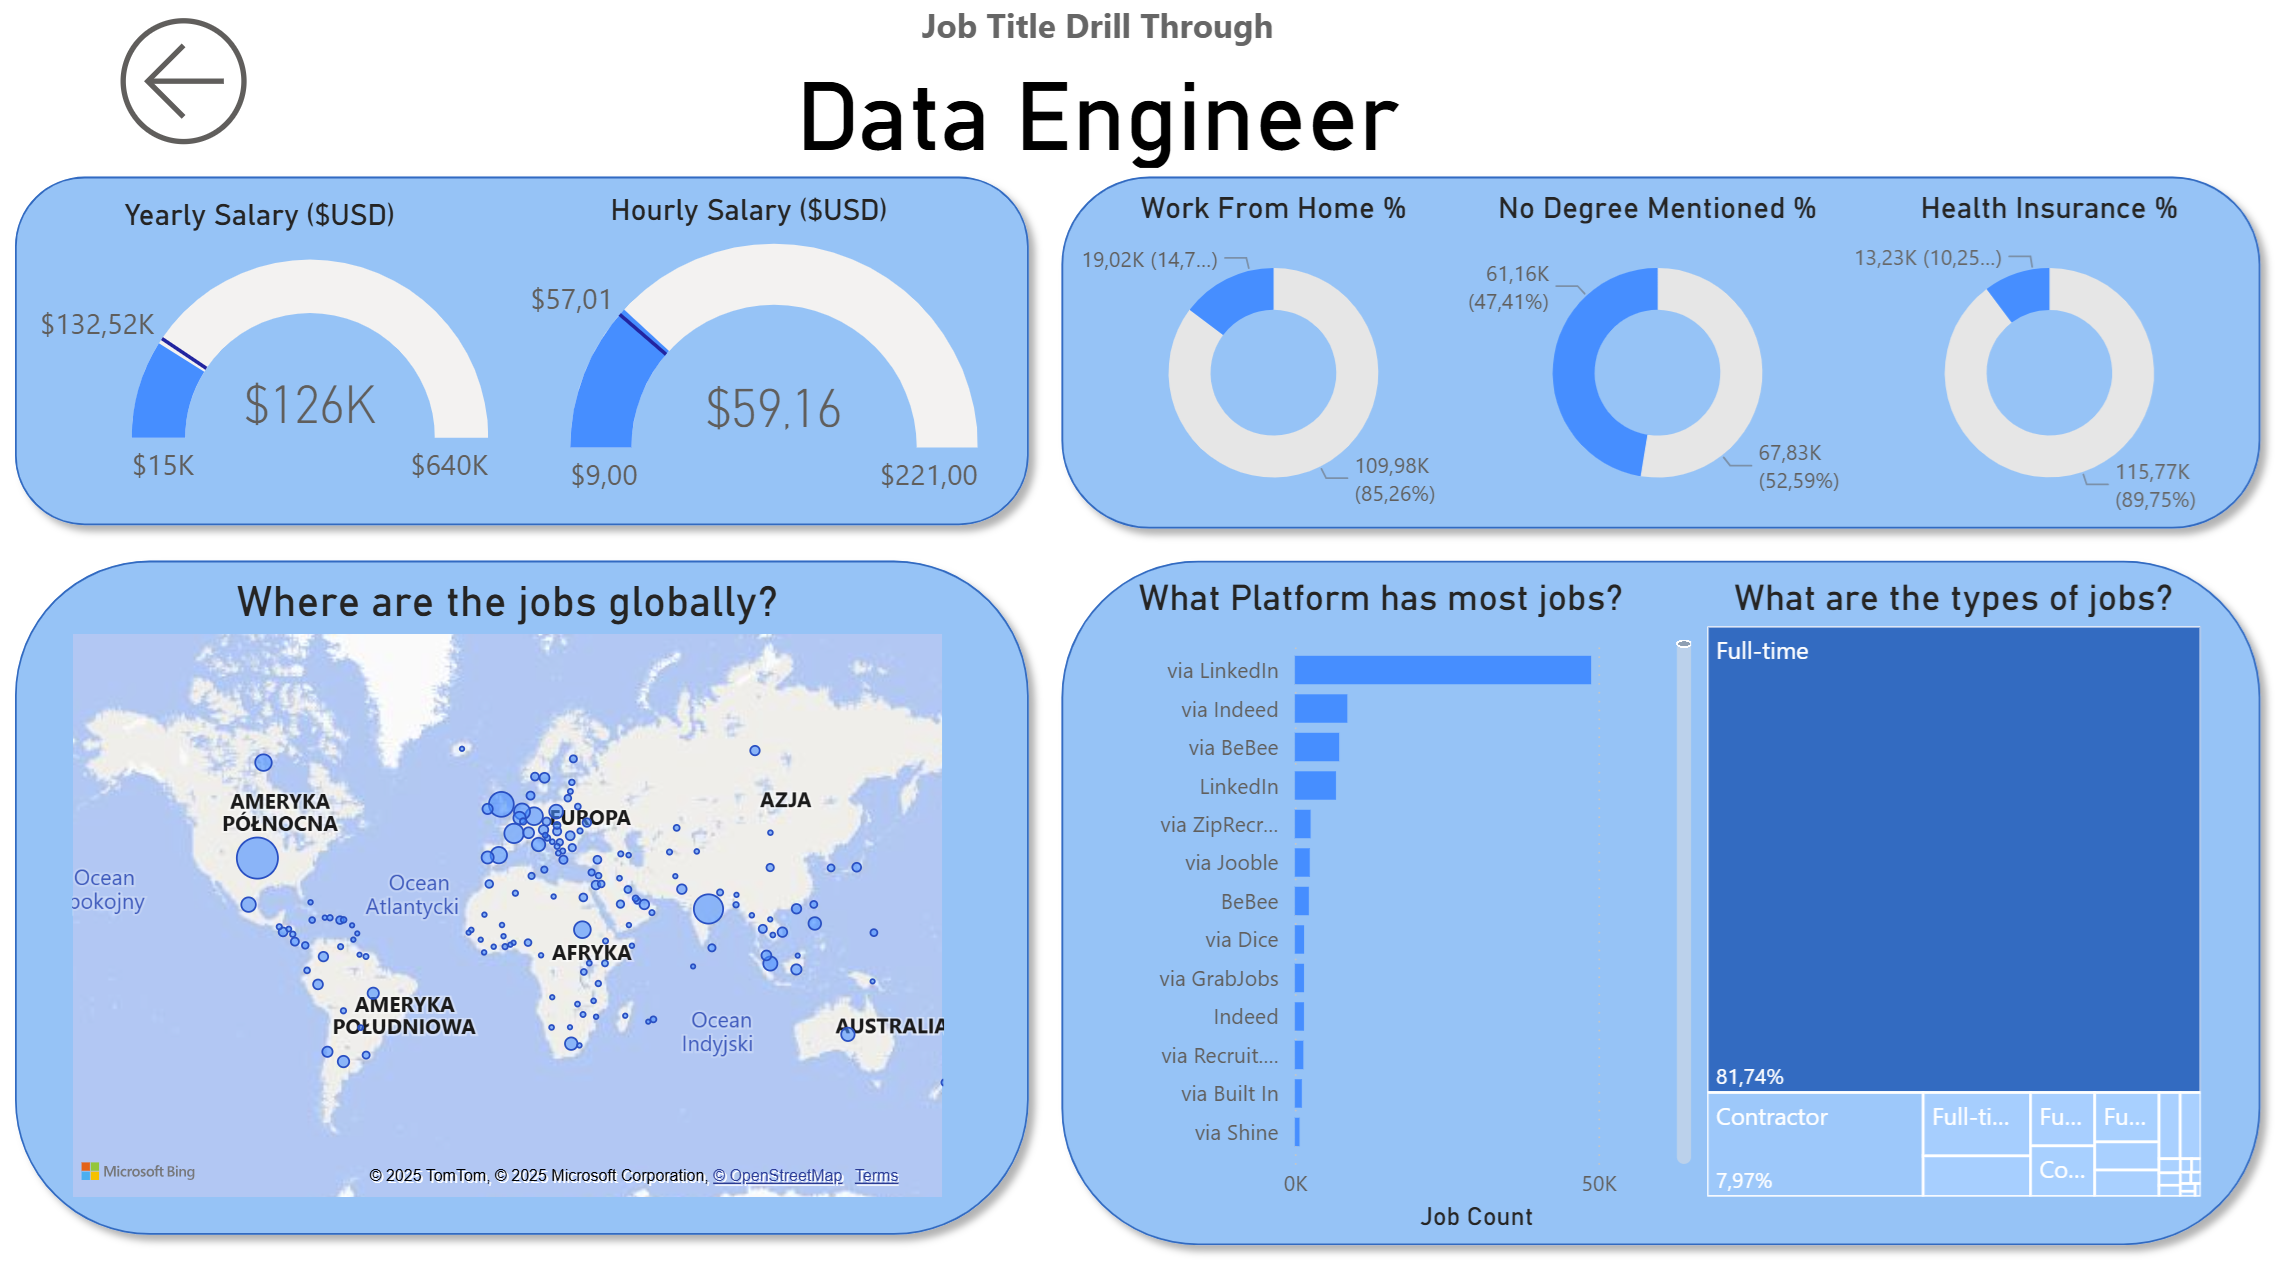 Job Title Drill Through
Data Engineer
Yearly Salary ($USD)
$132,52K
$126K
$15K
$640K
Hourly Salary ($USD)
$57,01
$59,16
$9,00
$221,00
Work From Home %
19,02K (14,7...)
109,98K
(85,26%)
No Degree Mentioned %
61,16K
(47,41%)
67,83K
(52,59%)
Health Insurance %
13,23K (10,25...)
115,77K
(89,75%)
Where are the jobs globally?
AMERYKA
PÓŁNOCNA
EUROPA
AZJA
Ocean
pokojny
Ocean
Atlantycki
AFRYKA
AMERYKA
POŁUDNIOWA
Ocean
Indyjski
AUSTRALIA
Microsoft Bing
© 2025 TomTom, © 2025 Microsoft Corporation, © OpenStreetMap Terms
What Platform has most jobs?
via LinkedIn
via Indeed
via BeBee
LinkedIn
via ZipRecr...
via Jooble
BeBee
via Dice
via GrabJobs
Indeed
via Recruit....
via Built In
via Shine
0K
50K
Job Count
What are the types of jobs?
Full-time
81,74%
Contractor
7,97%
Full-ti...
Fu...
Co...
Fu...